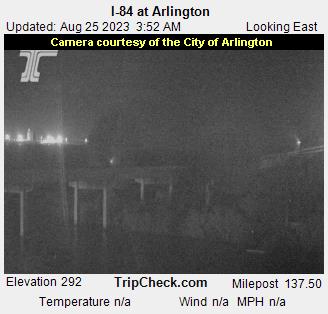 I-84 at Arlington
Updated: Aug 25 2023 3:52 AM Looking East
Camera courtesy of the City of Arlington
Elevation 292 TripCheck.com Milepost 137.50
Temperature n/a Wind n/a MPH n/a